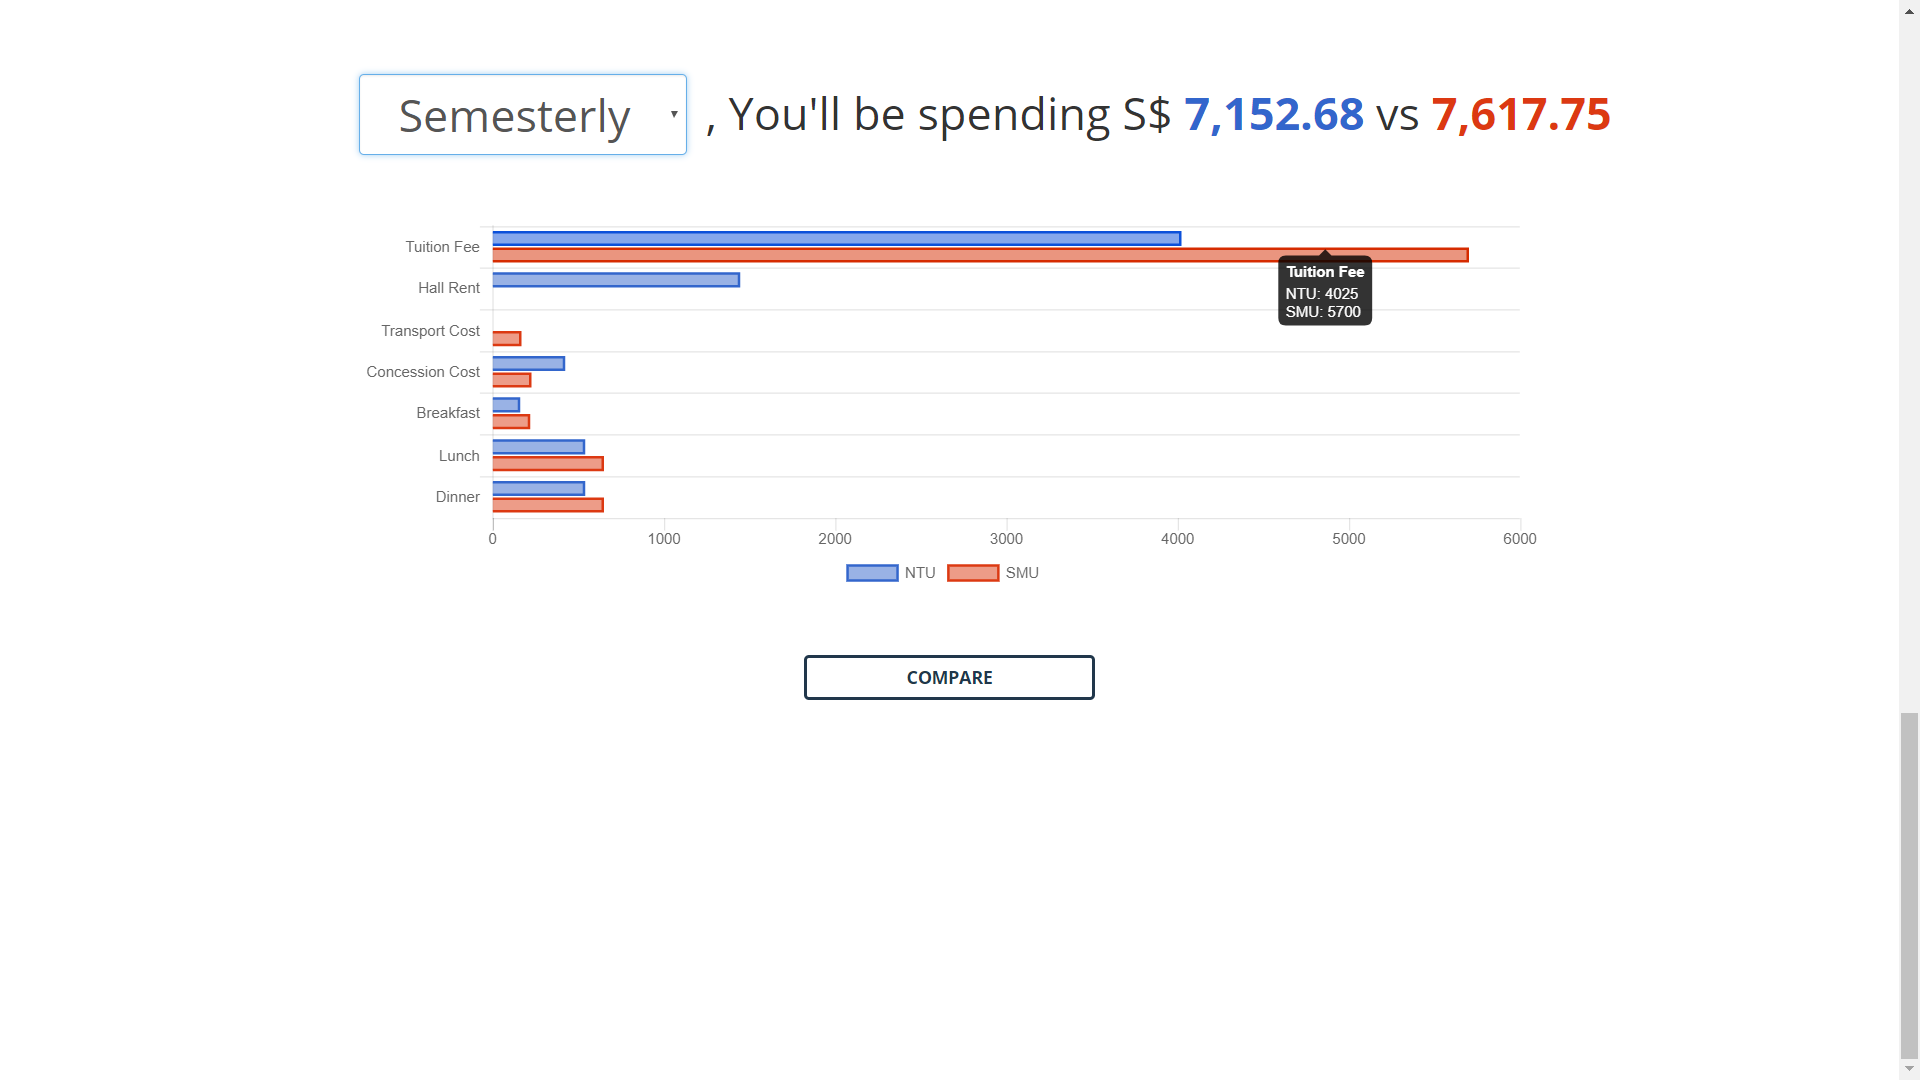 Semesterly , You'll be spending S$ 7,152.68 vs 7,617.75
Tuition Fee
Hall Rent
Transport Cost
Concession Cost
Breakfast
Lunch
Dinner
Tuition Fee
NTU: 4025
SMU: 5700
0 1000 2000 3000 4000 5000 6000
NTU SMU
COMPARE